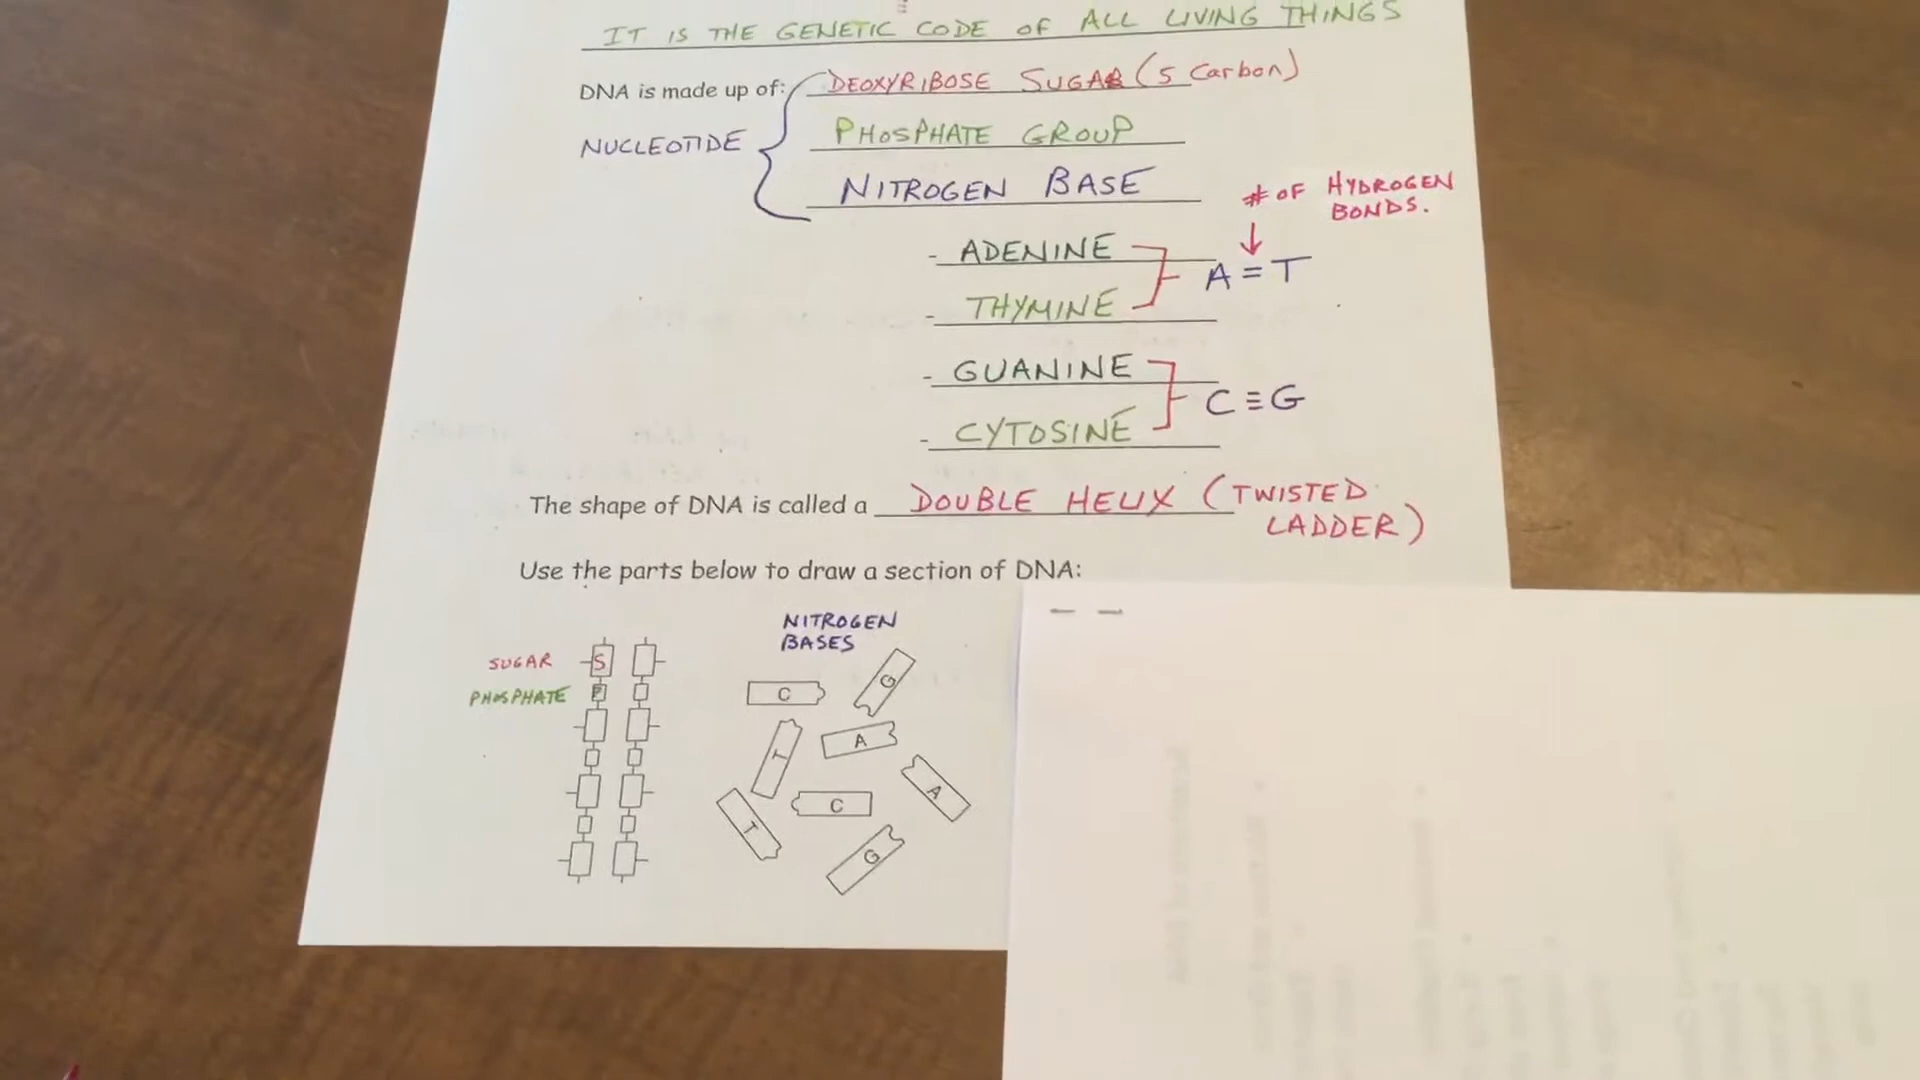 IT IS THE GENETIC CODE OF ALL LIVING THINGS
DNA is made up of: DEOXYRIBOSE SUGAR (5 Carbon)
NUCLEOTIDE
PHOSPHATE GROUP
NITROGEN BASE
# OF HYDROGEN
BONDS.
- ADENINE
A = T
- THYMINE
- GUANINE
C ≡ G
- CYTOSINE
The shape of DNA is called a DOUBLE HELIX (TWISTED
LADDER)
Use the parts below to draw a section of DNA:
NITROGEN
BASES
SUGAR S
PHOSPHATE P
C G
T A
A
C
T
G